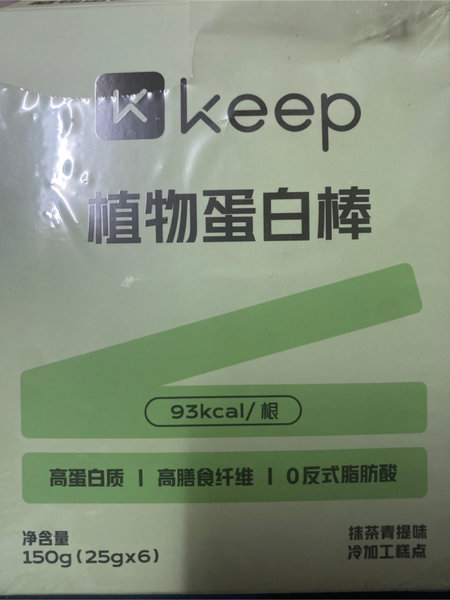 keep
植物蛋白棒
93kcal/根
高蛋白质 | 高膳食纤维 | 0反式脂肪酸
净含量
150g(25gx6)
抹茶青提味
冷加工糕点